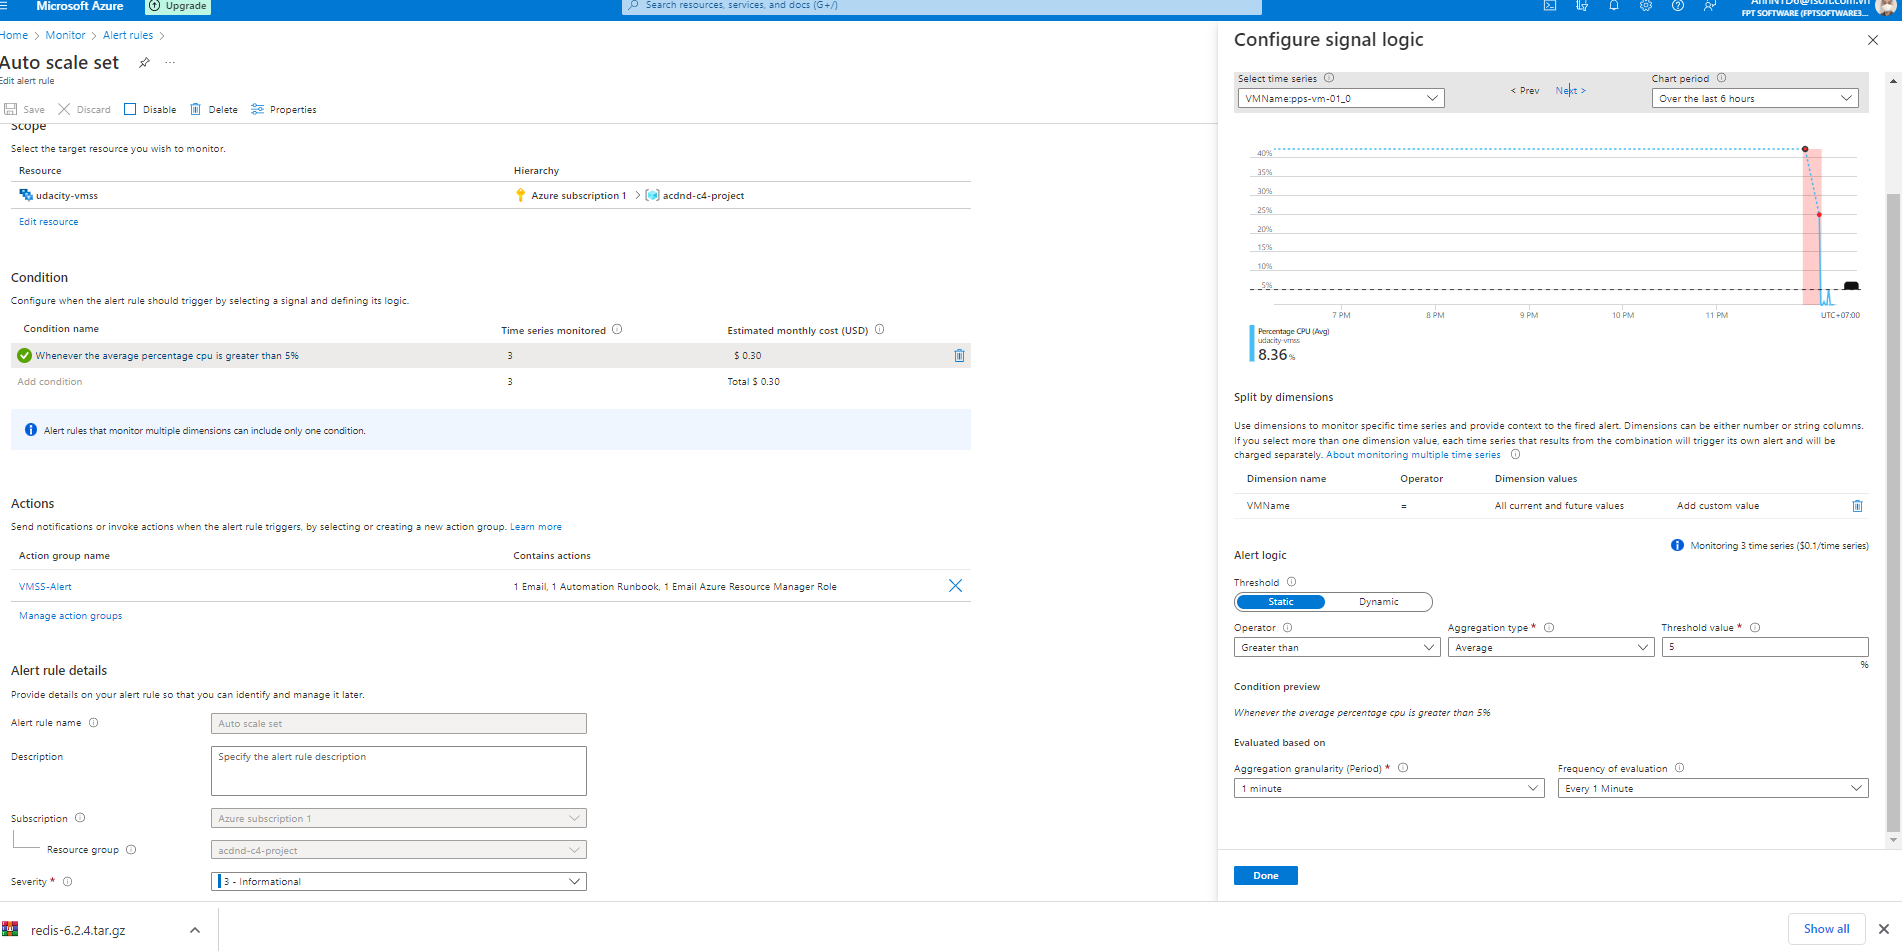 Microsoft Azure
Upgrade
Search resources, services, and docs (G+/)
FPT SOFTWARE (FPTSOFTWARE3...
Home > Monitor > Alert rules >
Auto scale set ...
Edit alert rule
Save Discard Disable Delete Properties
Scope
Select the target resource you wish to monitor.
Resource Hierarchy
udacity-vmss Azure subscription 1 > acdnd-c4-project
Edit resource
Condition
Configure when the alert rule should trigger by selecting a signal and defining its logic.
Condition name Time series monitored Estimated monthly cost (USD)
Whenever the average percentage cpu is greater than 5% 3 $ 0.30
Add condition 3 Total $ 0.30
Alert rules that monitor multiple dimensions can include only one condition.
Actions
Send notifications or invoke actions when the alert rule triggers, by selecting or creating a new action group. Learn more
Action group name Contains actions
VMSS-Alert 1 Email, 1 Automation Runbook, 1 Email Azure Resource Manager Role
Manage action groups
Alert rule details
Provide details on your alert rule so that you can identify and manage it later.
Alert rule name Auto scale set
Description Specify the alert rule description
Subscription Azure subscription 1
Resource group acdnd-c4-project
Severity * 3 - Informational
Configure signal logic
Select time series
VMName:pps-vm-01_0
< Prev Next >
Chart period
Over the last 6 hours
40%
35%
30%
25%
20%
15%
10%
5%
7 PM 8 PM 9 PM 10 PM 11 PM UTC+07:00
Percentage CPU (Avg)
udacity-vmss
8.36 %
Split by dimensions
Use dimensions to monitor specific time series and provide context to the fired alert. Dimensions can be either number or string columns.
If you select more than one dimension value, each time series that results from the combination will trigger its own alert and will be
charged separately. About monitoring multiple time series
Dimension name Operator Dimension values
VMName = All current and future values Add custom value
Monitoring 3 time series ($0.1/time series)
Alert logic
Threshold
Static Dynamic
Operator Aggregation type * Threshold value *
Greater than Average 5
%
Condition preview
Whenever the average percentage cpu is greater than 5%
Evaluated based on
Aggregation granularity (Period) * Frequency of evaluation
1 minute Every 1 Minute
Done
redis-6.2.4.tar.gz
Show all